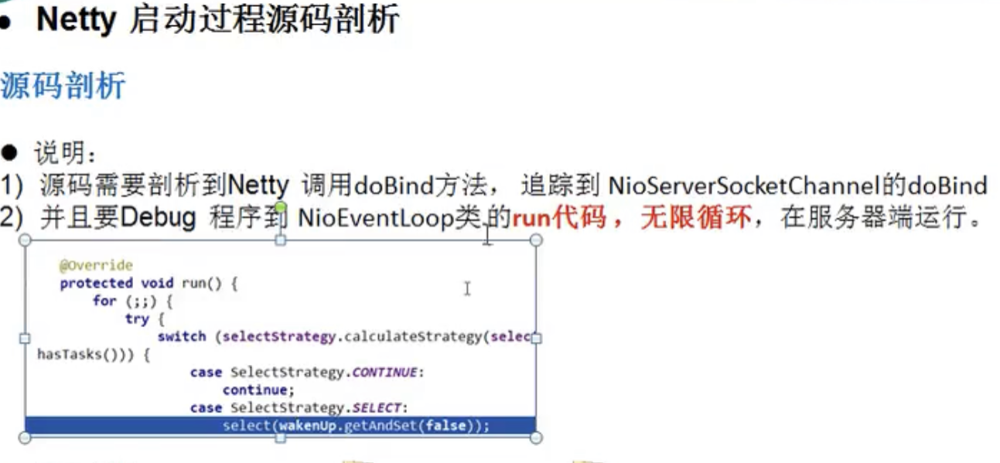 ● Netty 启动过程源码剖析
源码剖析
● 说明：
1) 源码需要剖析到Netty 调用doBind方法， 追踪到 NioServerSocketChannel的doBind
2) 并且要Debug 程序到 NioEventLoop类的run代码 ，无限循环，在服务器端运行。
@Override
protected void run() {
for (;;) {
try {
switch (selectStrategy.calculateStrategy(selec
hasTasks())) {
case SelectStrategy.CONTINUE:
continue;
case SelectStrategy.SELECT:
select(wakenUp.getAndSet(false));